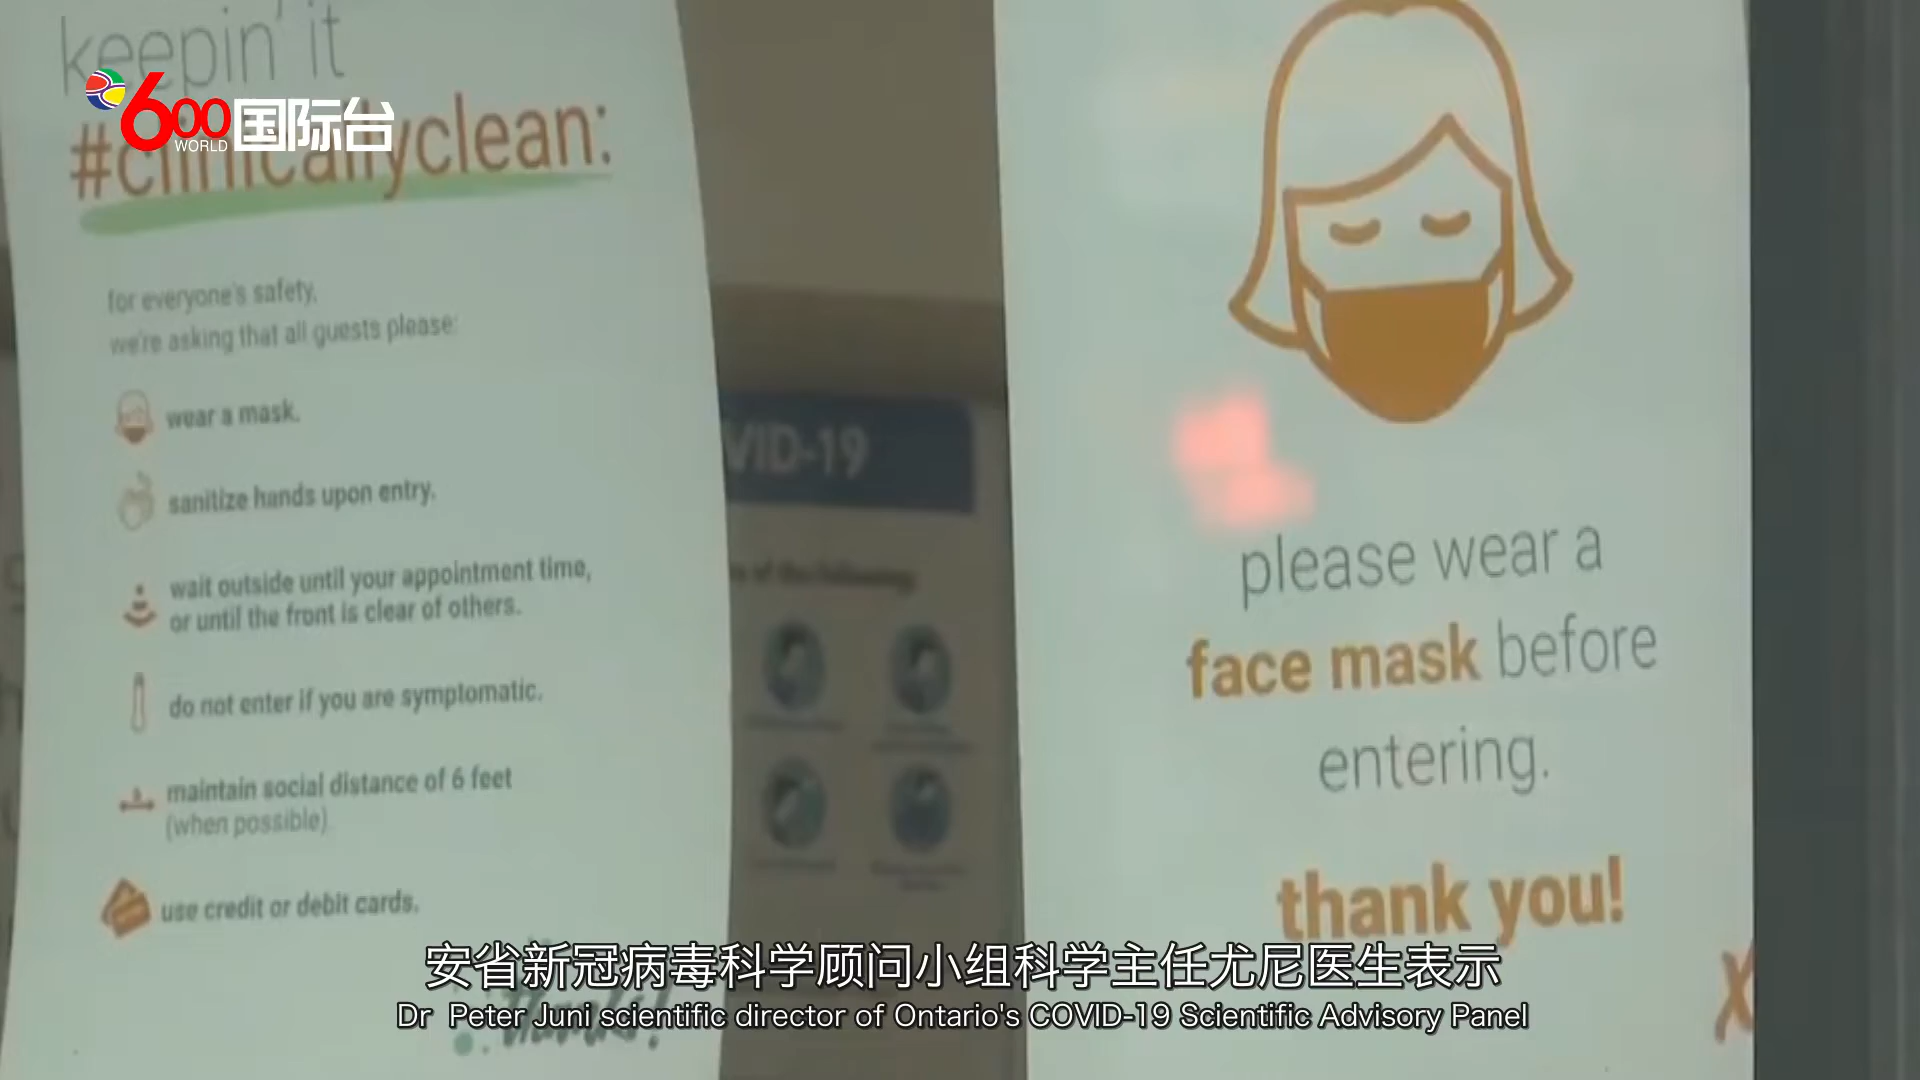 keepin' it
#clinicallyclean:
600
WORLD
国际台
for everyone's safety,
we're asking that all guests please:
wear a mask.
sanitize hands upon entry.
wait outside until your appointment time,
or until the front is clear of others.
do not enter if you are symptomatic.
maintain social distance of 6 feet
(when possible)
use credit or debit cards.
thanks!
VID-19
of the following:
please wear a
face mask before
entering.
thank you!
安省新冠病毒科学顾问小组科学主任尤尼医生表示
Dr Peter Juni scientific director of Ontario's COVID-19 Scientific Advisory Panel